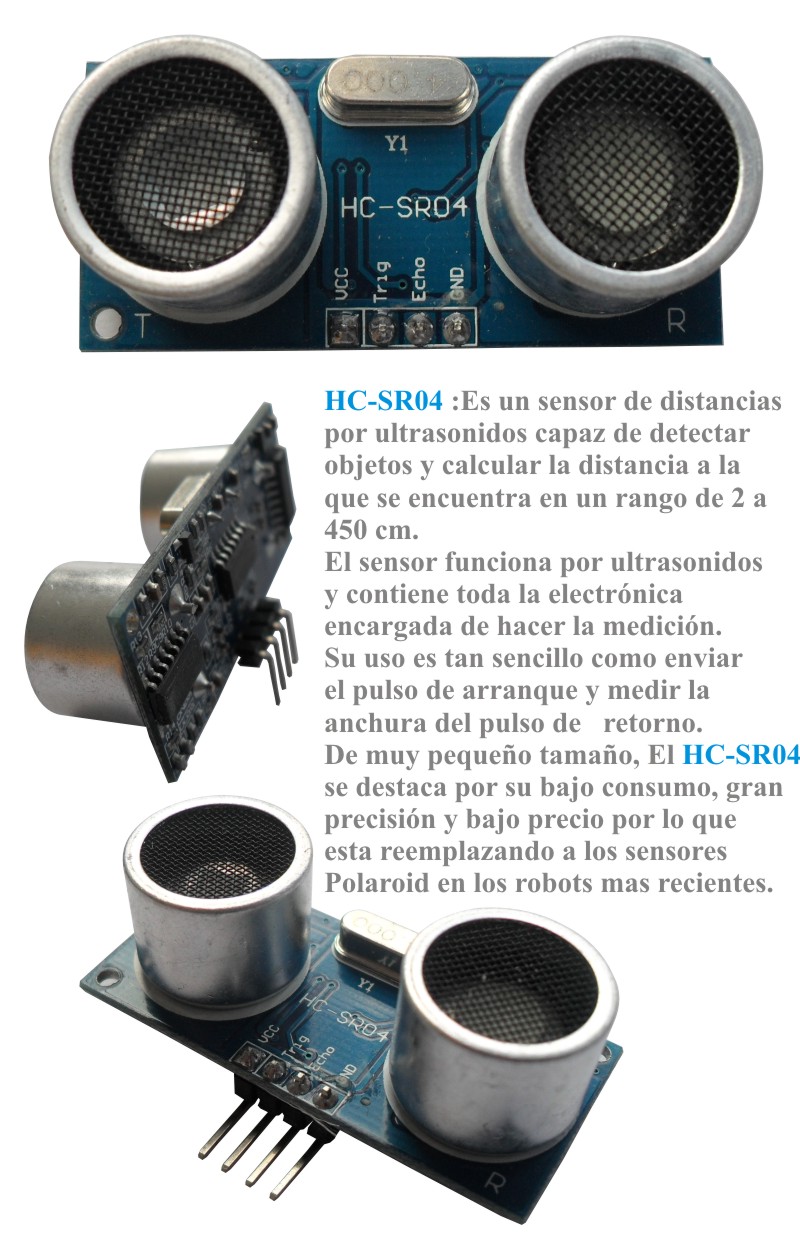 Y1
HC-SR04
VCC
Trig
Echo
GND
T
R
HC-SR04 :Es un sensor de distancias
por ultrasonidos capaz de detectar
objetos y calcular la distancia a la
que se encuentra en un rango de 2 a
450 cm.
El sensor funciona por ultrasonidos
y contiene toda la electrónica
encargada de hacer la medición.
Su uso es tan sencillo como enviar
el pulso de arranque y medir la
anchura del pulso de   retorno.
De muy pequeño tamaño, El HC-SR04
se destaca por su bajo consumo, gran
precisión y bajo precio por lo que
esta reemplazando a los sensores
Polaroid en los robots mas recientes.
Y1
HC-SR04
VCC
Trig
Echo
R